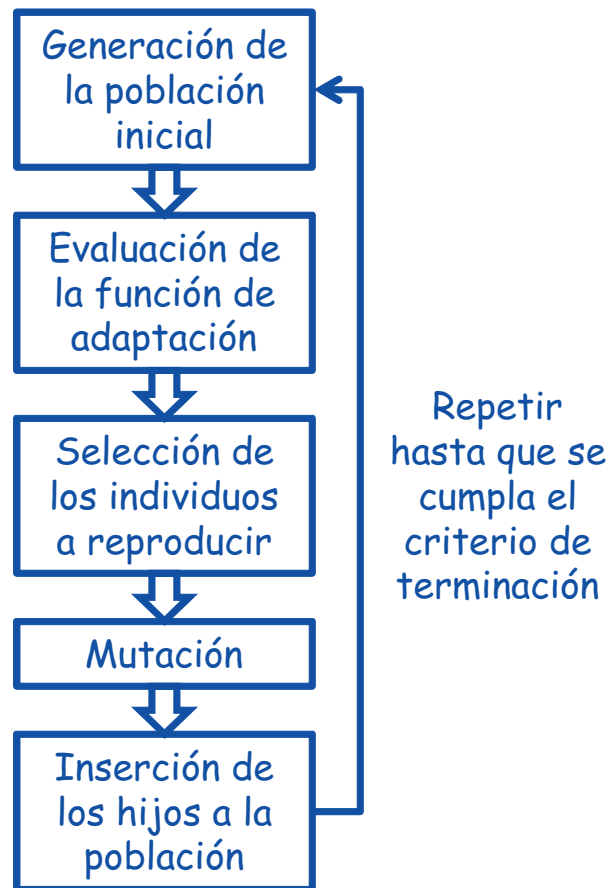 Generación de
la población
inicial
Evaluación de
la función de
adaptación
Selección de
los individuos
a reproducir
Mutación
Inserción de
los hijos a la
población
Repetir
hasta que se
cumpla el
criterio de
terminación